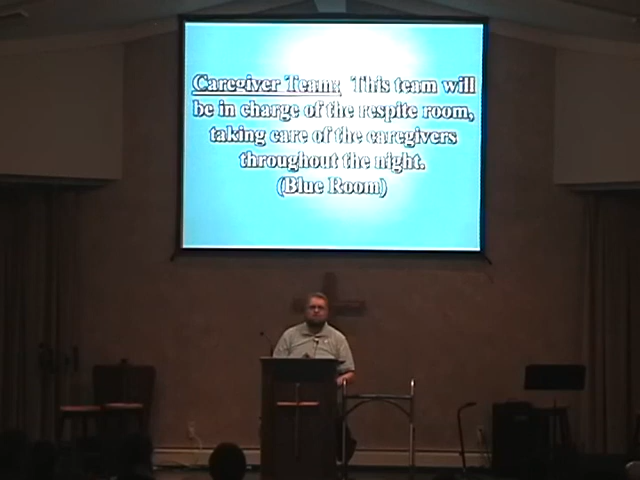 Caregiver Team: This team will
be in charge of the respite room,
taking care of the caregivers
throughout the night.
(Blue Room)